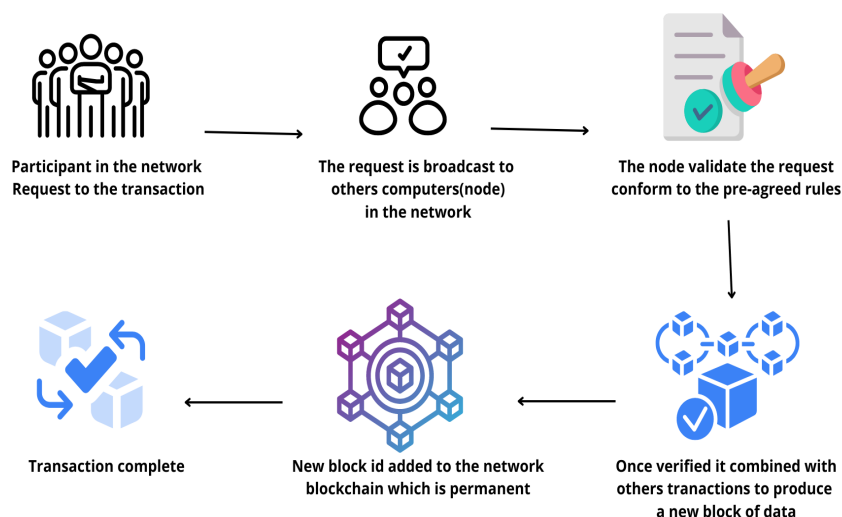 Participant in the network
Request to the transaction
The request is broadcast to
others computers(node)
in the network
The node validate the request
conform to the pre-agreed rules
Transaction complete
New block id added to the network
blockchain which is permanent
Once verified it combined with
others tranactions to produce
a new block of data